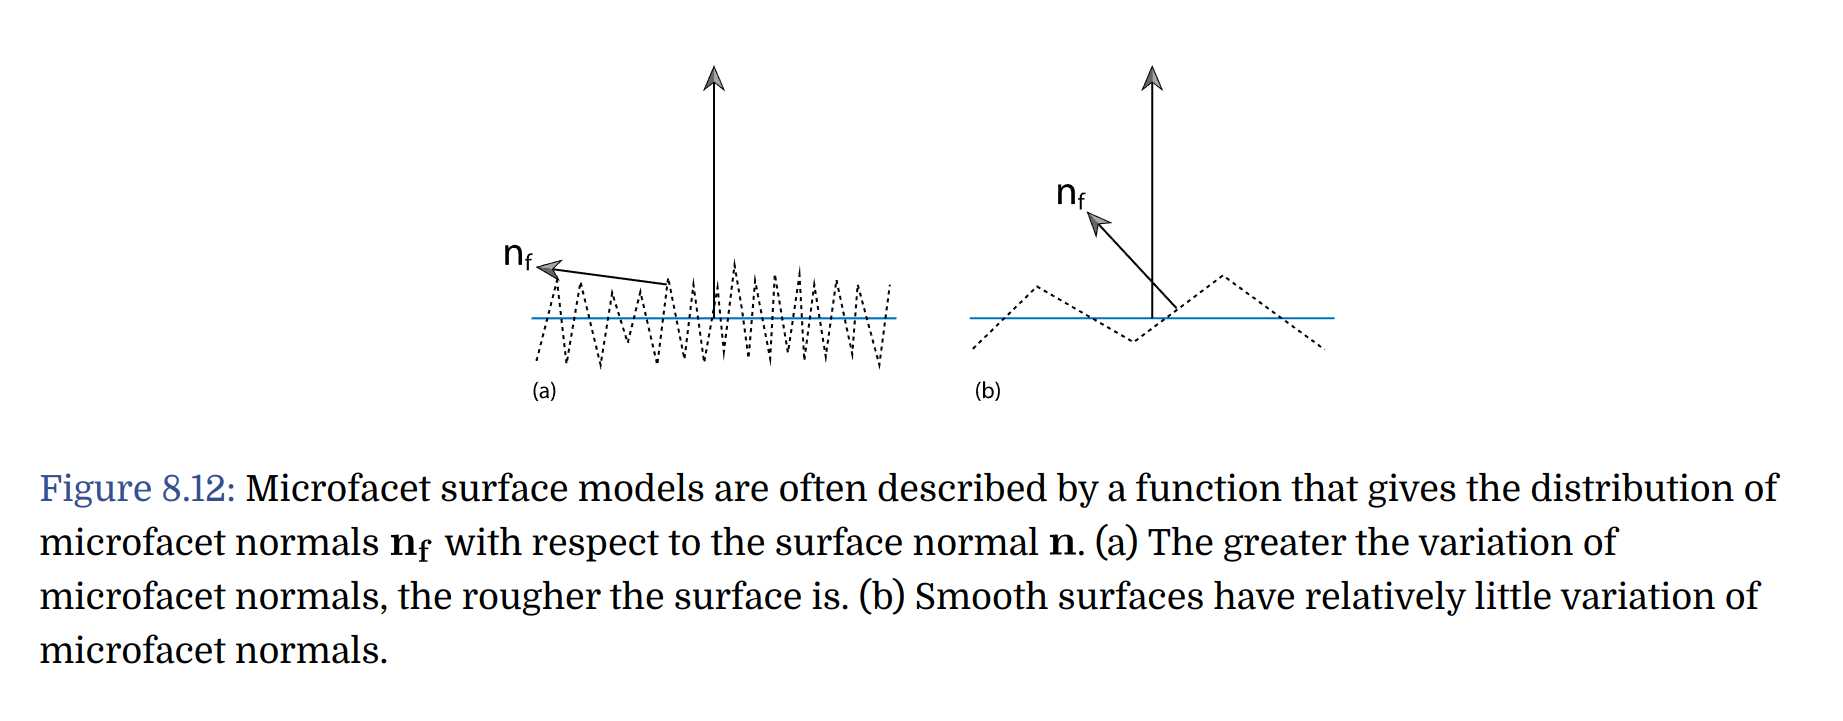 n_f
n_f
(a)
(b)
Figure 8.12: Microfacet surface models are often described by a function that gives the distribution of
microfacet normals n_f with respect to the surface normal n. (a) The greater the variation of
microfacet normals, the rougher the surface is. (b) Smooth surfaces have relatively little variation of
microfacet normals.